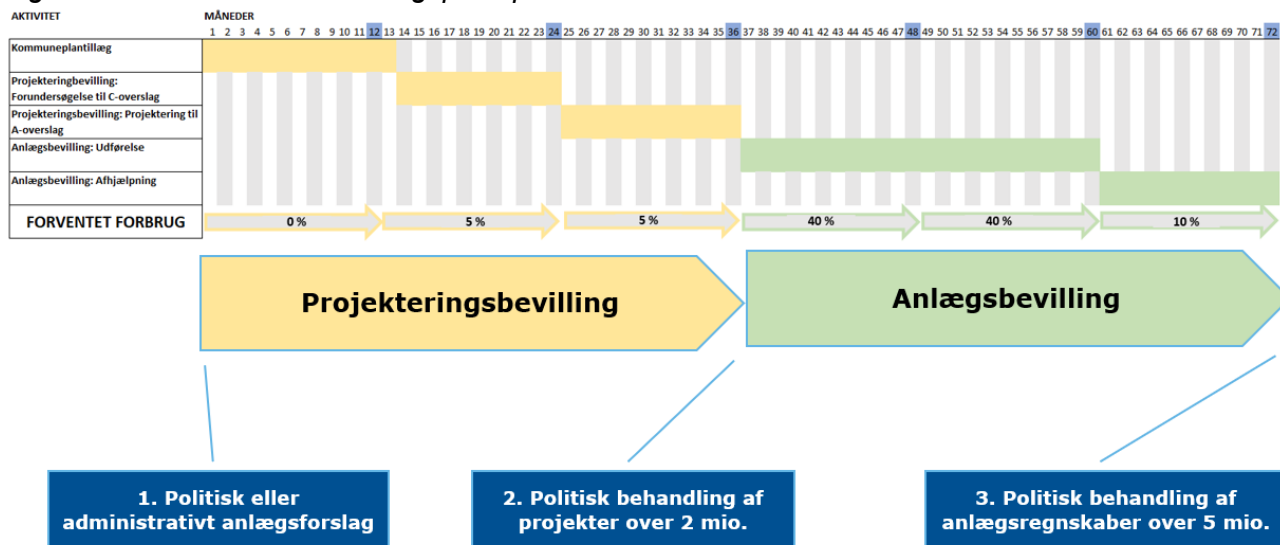 AKTIVITET
MÅNEDER
1 2 3 4 5 6 7 8 9 10 11 12 13 14 15 16 17 18 19 20 21 22 23 24 25 26 27 28 29 30 31 32 33 34 35 36 37 38 39 40 41 42 43 44 45 46 47 48 49 50 51 52 53 54 55 56 57 58 59 60 61 62 63 64 65 66 67 68 69 70 71 72
Kommuneplantillæg
Projekteringbevilling:
Forundersøgelse til C-overslag
Projekteringsbevilling: Projektering til
A-overslag
Anlægsbevilling: Udførelse
Anlægsbevilling: Afhjælpning
FORVENTET FORBRUG
0 %
5 %
5 %
40 %
40 %
10 %
Projekteringsbevilling
Anlægsbevilling
1. Politisk eller
administrativt anlægsforslag
2. Politisk behandling af
projekter over 2 mio.
3. Politisk behandling af
anlægsregnskaber over 5 mio.